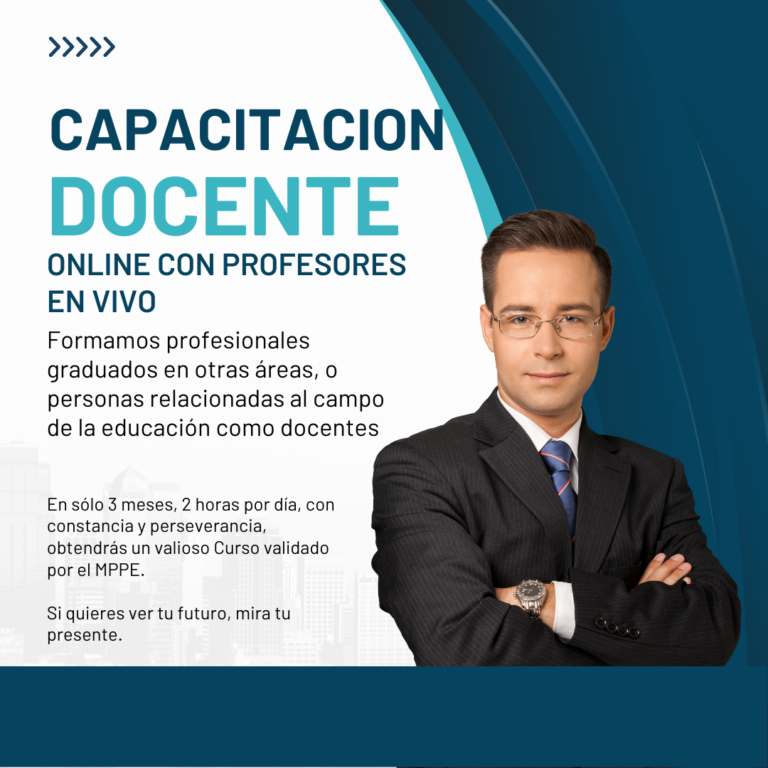 CAPACITACION
DOCENTE
ONLINE CON PROFESORES
EN VIVO
Formamos profesionales
graduados en otras áreas, o
personas relacionadas al campo
de la educación como docentes
En sólo 3 meses, 2 horas por día, con
constancia y perseverancia,
obtendrás un valioso Curso validado
por el MPPE.
Si quieres ver tu futuro, mira tu
presente.